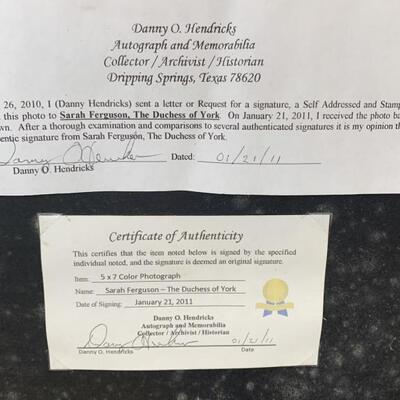 Danny O. Hendricks
Autograph and Memorabilia
Collector / Archivist / Historian
Dripping Springs, Texas 78620
26, 2010, I (Danny Hendricks) sent a letter or Request for a signature, a Self Addressed and Stamp
this photo to Sarah Ferguson, The Duchess of York. On January 21, 2011, I received the photo ba
wn. After a thorough examination and comparisons to several authenticated signatures it is my opinion th
entic signature from Sarah Ferguson, The Duchess of York.
Danny O Hendricks Dated: 01/21/11
Danny O. Hendricks
Certificate of Authenticity
This certifies that the item noted below is signed by the specified
individual noted, and the signature is deemed an original signature.
Item: 5 x 7 Color Photograph
Name: Sarah Ferguson – The Duchess of York
Date of Signing: January 21, 2011
Danny O. Hendricks
Autograph and Memorabilia
Collector / Archivist / Historian
Danny O Hendricks 01/21/11
Danny O. Hendricks Date